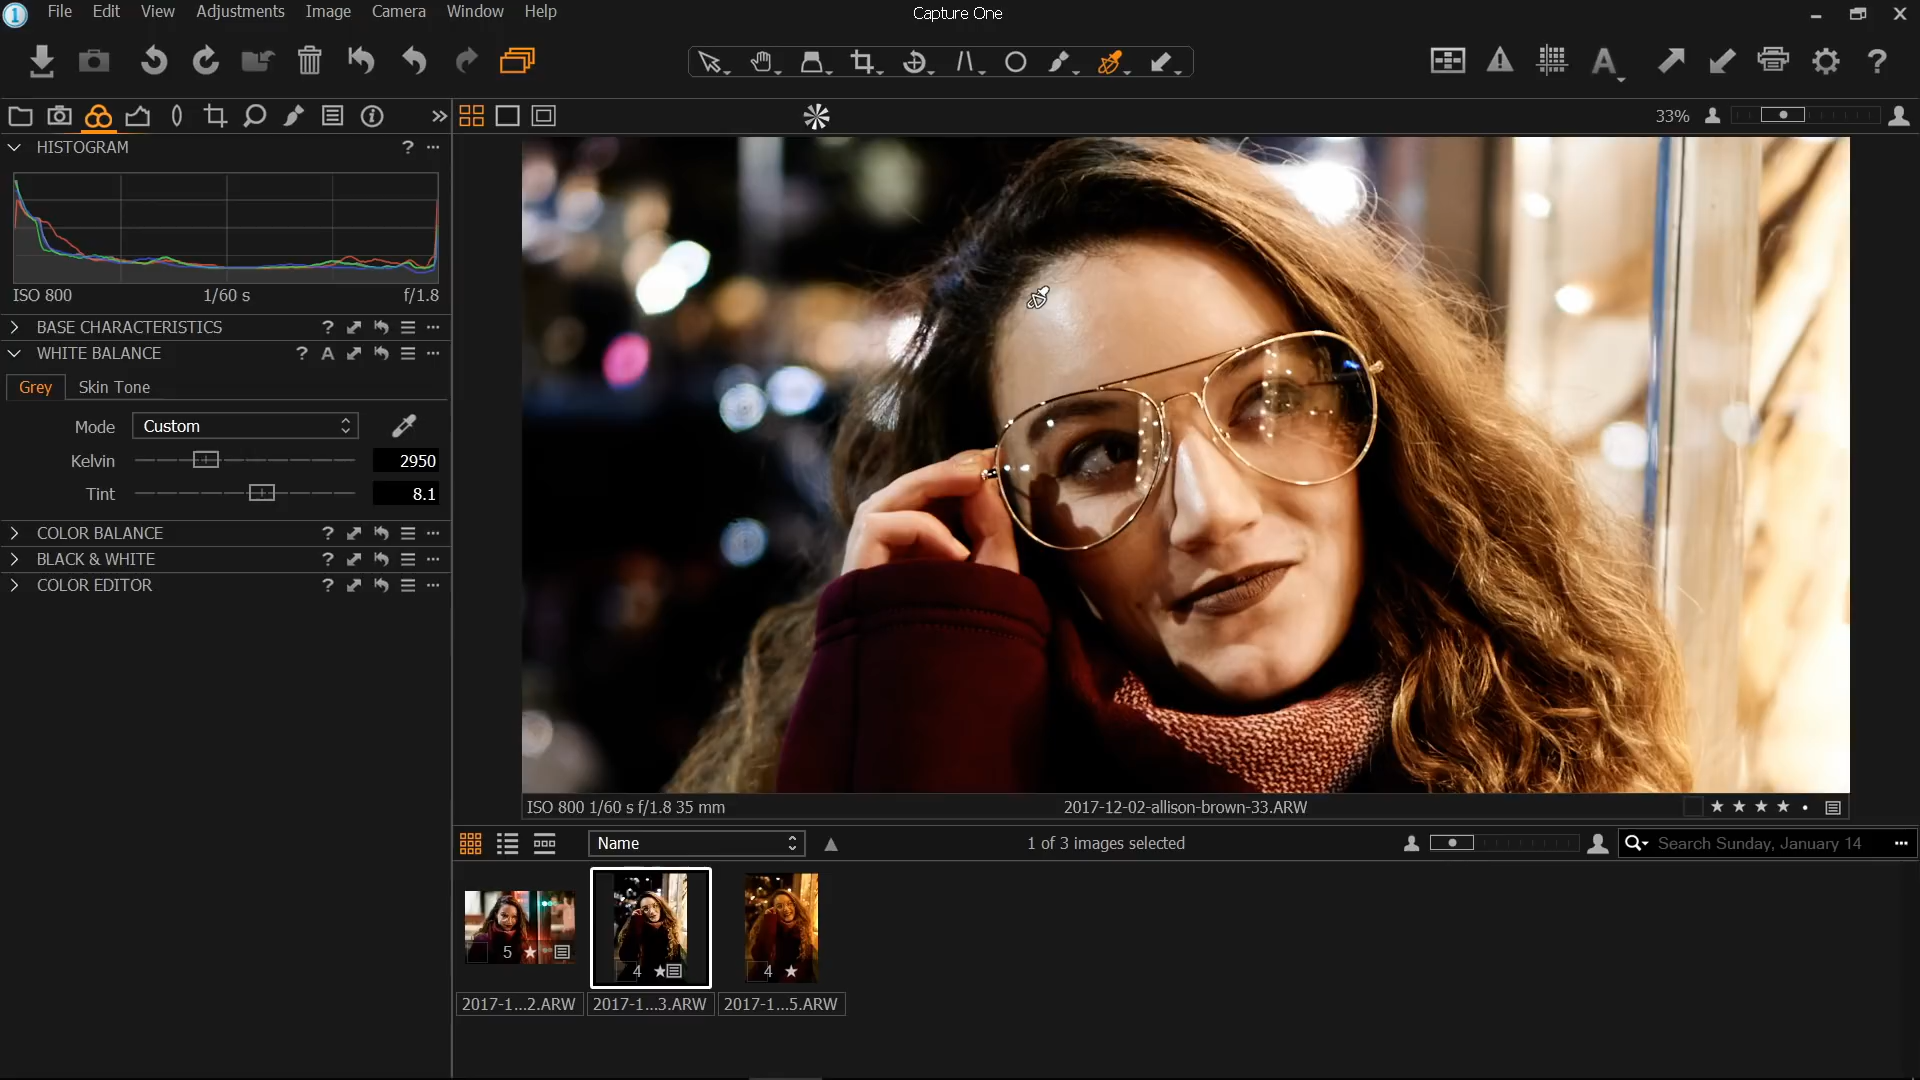 File Edit View Adjustments Image Camera Window Help
Capture One
33%
HISTOGRAM
ISO 800 1/60 s f/1.8
BASE CHARACTERISTICS
WHITE BALANCE
Grey Skin Tone
Mode Custom
Kelvin 2950
Tint 8.1
COLOR BALANCE
BLACK & WHITE
COLOR EDITOR
ISO 800 1/60 s f/1.8 35 mm
2017-12-02-allison-brown-33.ARW
Name
1 of 3 images selected
Search Sunday, January 14
5
4
4
2017-1...2.ARW
2017-1...3.ARW
2017-1...5.ARW